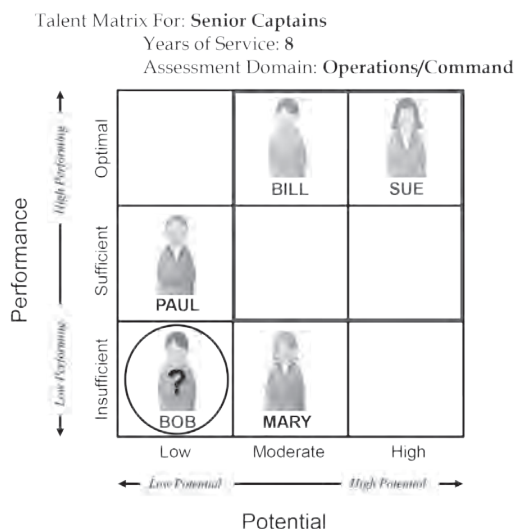 Talent Matrix For: Senior Captains
Years of Service: 8
Assessment Domain: Operations/Command
Performance
High Performing
Low Performing
Optimal
BILL
SUE
Sufficient
PAUL
Insufficient
?
BOB
MARY
Low
Moderate
High
Low Potential
High Potential
Potential